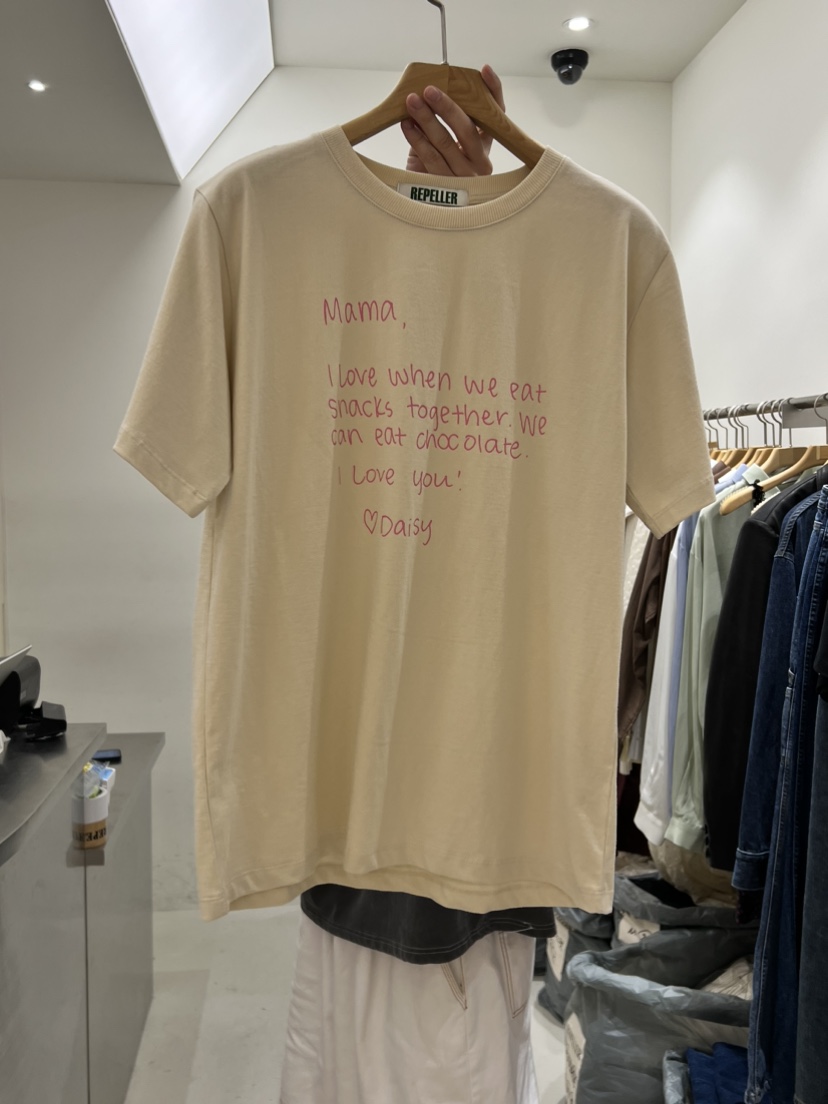 REPELLER
Mama,
I love when we eat
snacks together. We
can eat chocolate.
I Love you!
♡Daisy